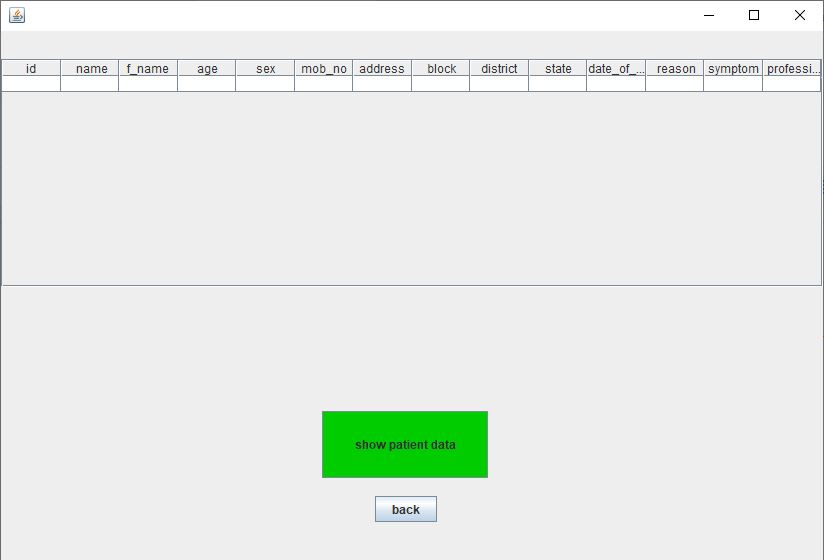 id name f_name age sex mob_no address block district state date_of_... reason symptom professi...
show patient data
back